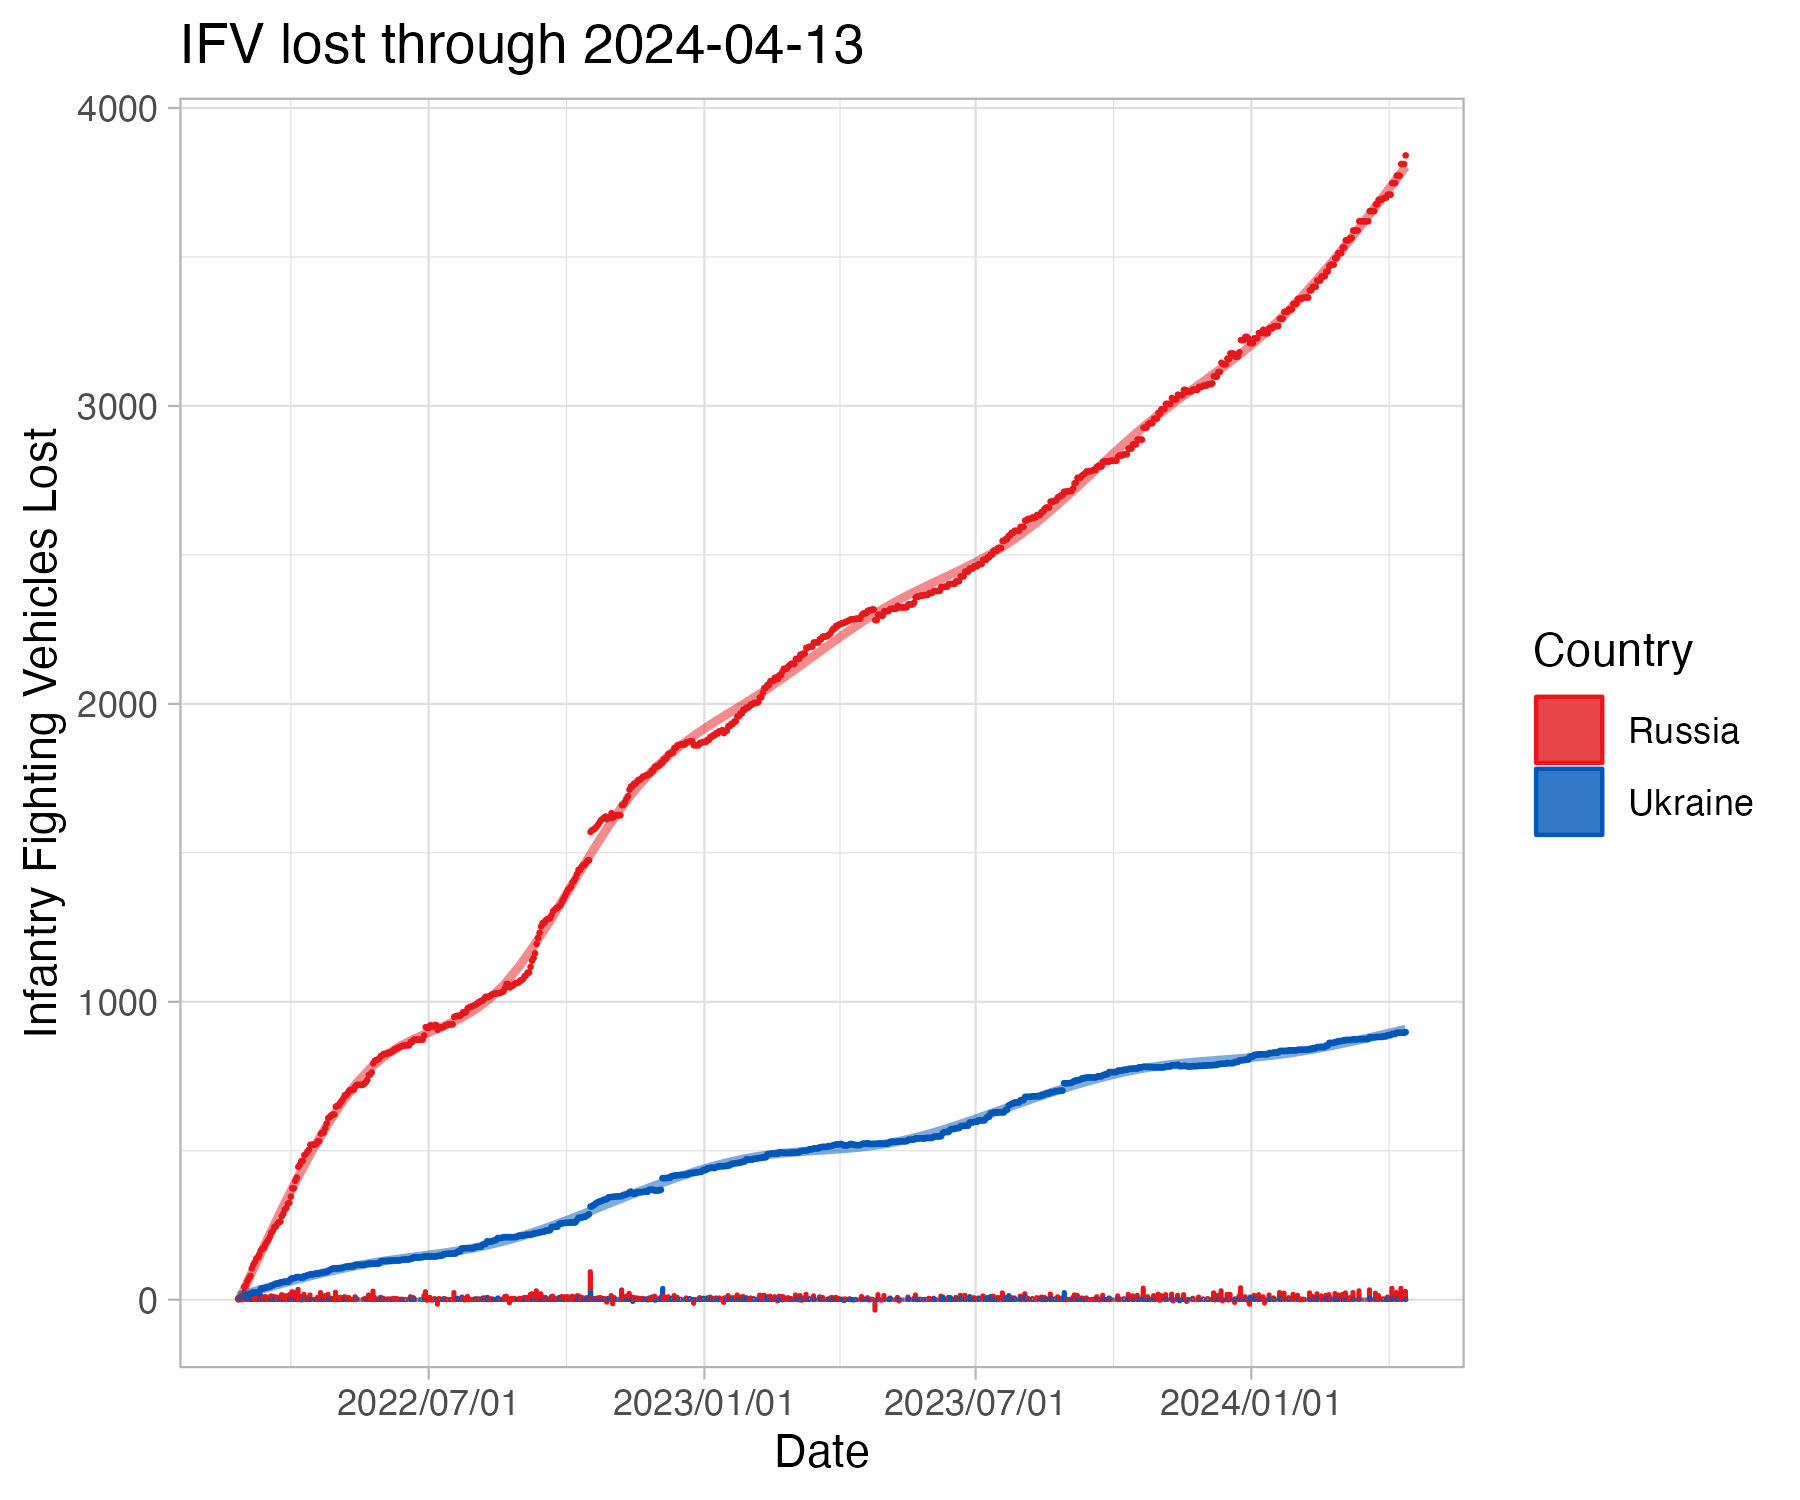 IFV lost through 2024-04-13
Infantry Fighting Vehicles Lost
4000
3000
2000
1000
0
2022/07/01
2023/01/01
2023/07/01
2024/01/01
Date
Country
Russia
Ukraine